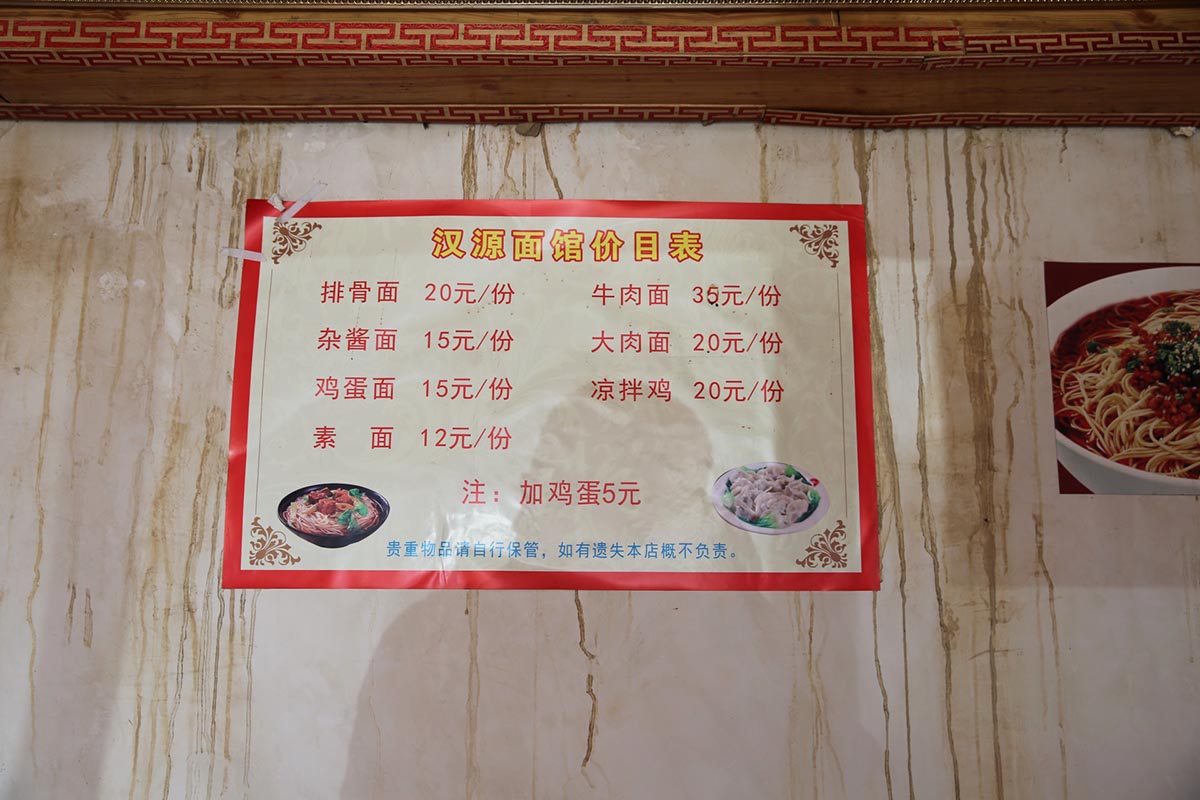 汉源面馆价目表
排骨面 20元/份 牛肉面 35元/份
杂酱面 15元/份 大肉面 20元/份
鸡蛋面 15元/份 凉拌鸡 20元/份
素 面 12元/份
注：加鸡蛋5元
贵重物品请自行保管，如有遗失本店概不负责。